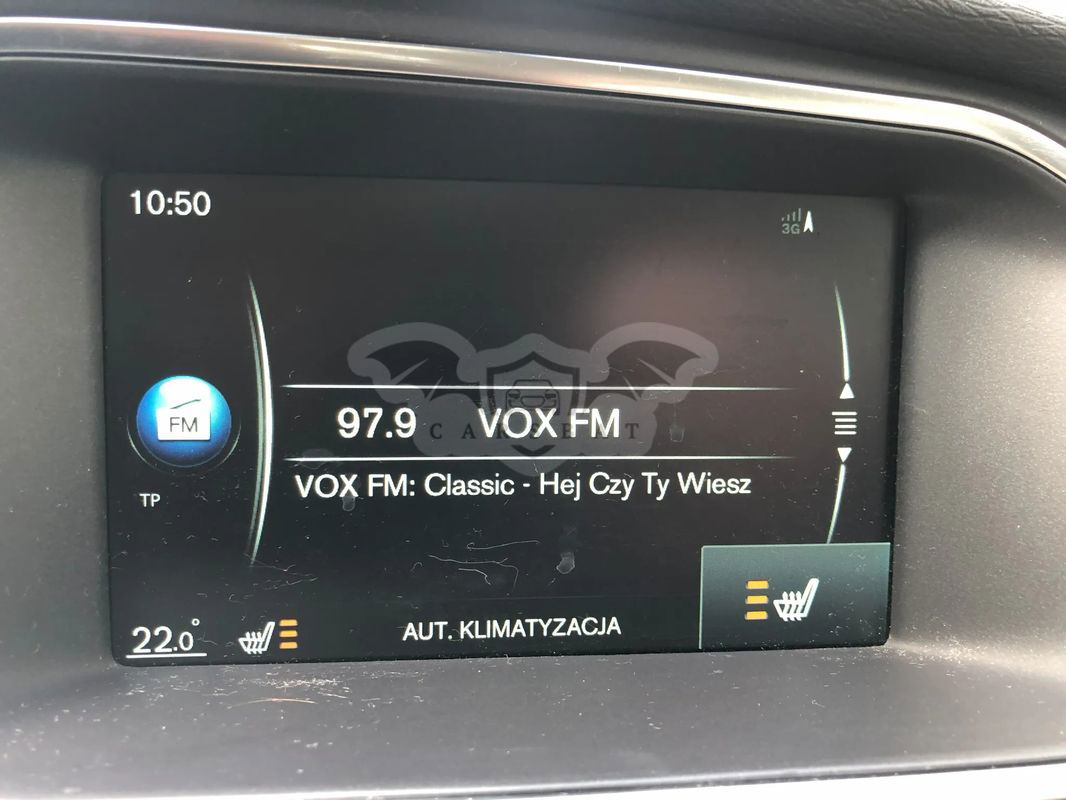 10:50
3G
FM
97.9 VOX FM
CARSEAT
VOX FM: Classic - Hej Czy Ty Wiesz
TP
22.0°
AUT. KLIMATYZACJA